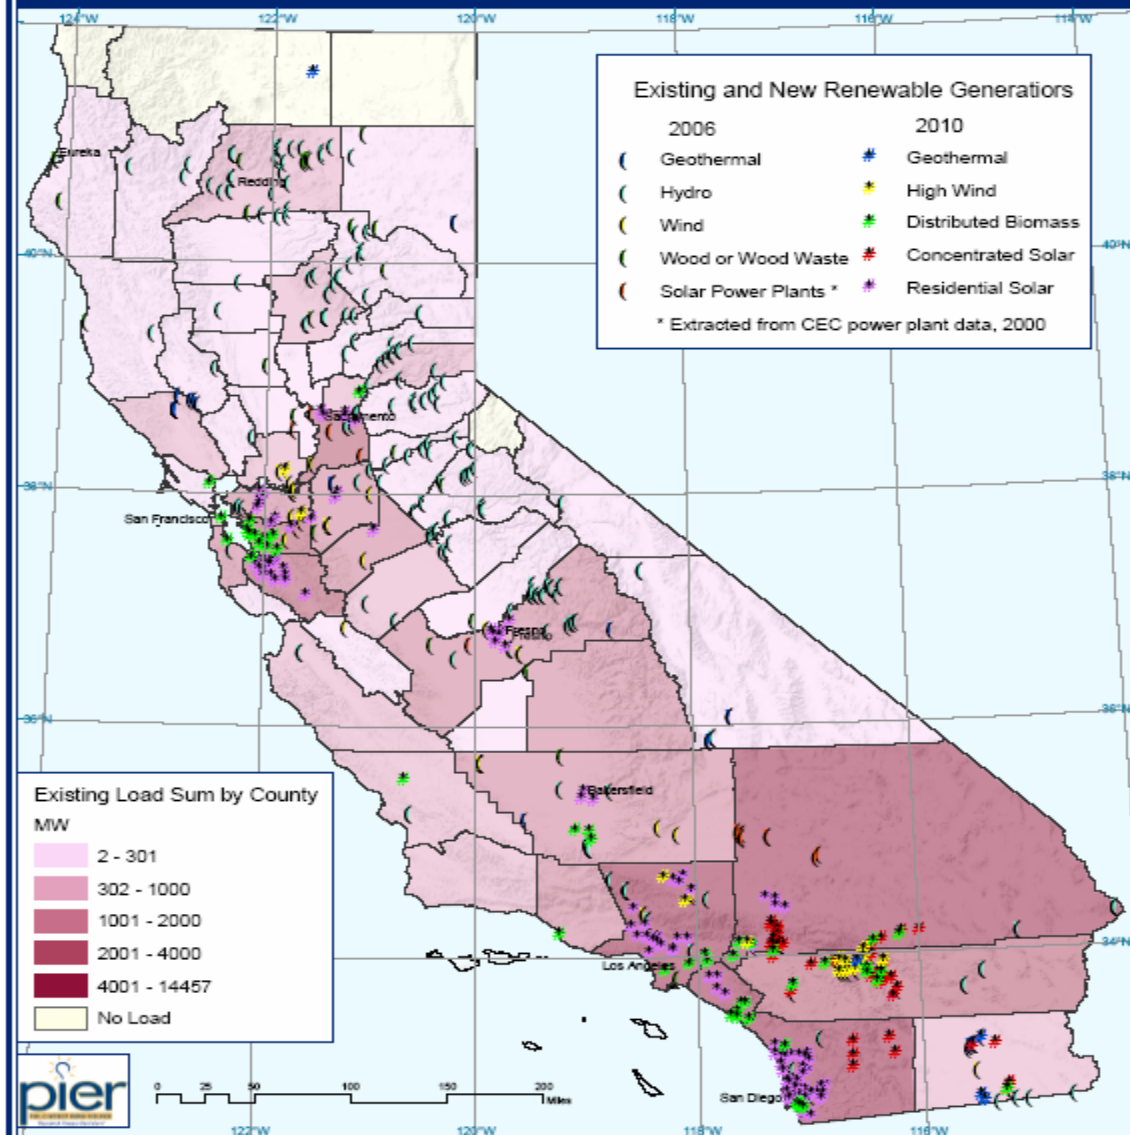 124°W 122°W 120°W 118°W 116°W 114°W
Existing and New Renewable Generatiors
2006 2010
Geothermal Geothermal
Hydro High Wind
Wind Distributed Biomass
Wood or Wood Waste Concentrated Solar
Solar Power Plants * Residential Solar
* Extracted from CEC power plant data, 2000
Eureka
Redding
40°N 40°N
Sacramento
38°N 38°N
San Francisco
Fresno
36°N 36°N
Bakersfield
34°N
Los Angeles
San Diego
Existing Load Sum by County
MW
2 - 301
302 - 1000
1001 - 2000
2001 - 4000
4001 - 14457
No Load
pier
0 25 50 100 150 200
Miles
122°W 120°W 118°W 116°W